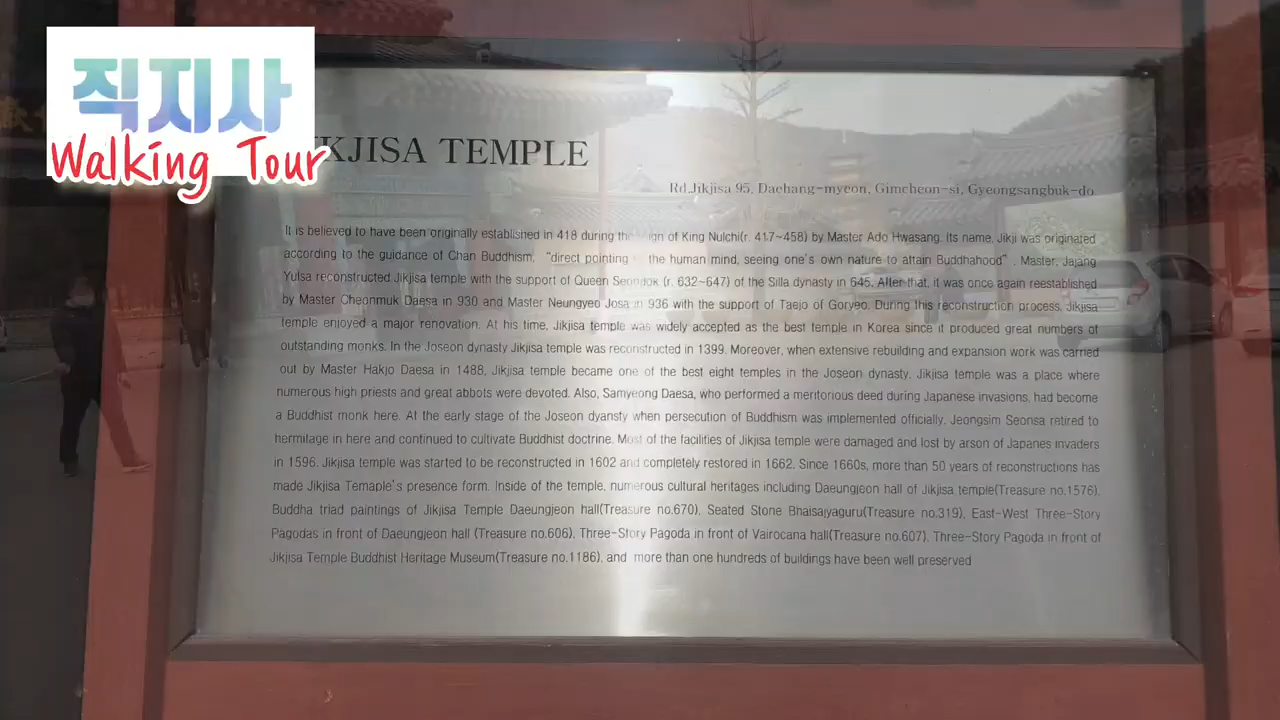 직지사
Walking Tour
JIKJISA TEMPLE
Rd.Jikjisa 95, Daehang-myeon, Gimcheon-si, Gyeongsangbuk-do
It is believed to have been originally established in 418 during the reign of King Nulchi(r. 417~458) by Master Ado Hwasang. Its name, Jikji was originated
according to the guidance of Chan Buddhism, “direct pointing to the human mind, seeing one's own nature to attain Buddhahood” . Master, Jajang
Yulsa reconstructed Jikjisa temple with the support of Queen Seondok (r. 632~647) of the Silla dynasty in 645. After that, it was once again reestablished
by Master Cheonmuk Daesa in 930 and Master Neungyeo Josa in 936 with the support of Taejo of Goryeo. During this reconstruction process, Jikjisa
temple enjoyed a major renovation. At his time, Jikjisa temple was widely accepted as the best temple in Korea since it produced great numbers of
outstanding monks. In the Joseon dynasty Jikjisa temple was reconstructed in 1399. Moreover, when extensive rebuilding and expansion work was carried
out by Master Hakjo Daesa in 1488, Jikjisa temple became one of the best eight temples in the Joseon dynasty. Jikjisa temple was a place where
numerous high priests and great abbots were devoted. Also, Samyeong Daesa, who performed a meritorious deed during Japanese invasions, had become
a Buddhist monk here. At the early stage of the Joseon dyansty when persecution of Buddhism was implemented officially, Jeongsim Seonsa retired to
hermitage in here and continued to cultivate Buddhist doctrine. Most of the facilities of Jikjisa temple were damaged and lost by arson of Japanes invaders
in 1596. Jikjisa temple was started to be reconstructed in 1602 and completely restored in 1662. Since 1660s, more than 50 years of reconstructions has
made Jikjisa Temaple's presence form. Inside of the temple, numerous cultural heritages including Daeungjeon hall of Jikjisa temple(Treasure no.1576),
Buddha triad paintings of Jikjisa Temple Daeungjeon hall(Treasure no.670), Seated Stone Bhaisajyaguru(Treasure no.319), East-West Three-Story
Pagodas in front of Daeungjeon hall (Treasure no.606), Three-Story Pagoda in front of Vairocana hall(Treasure no.607), Three-Story Pagoda in front of
Jikjisa Temple Buddhist Heritage Museum(Treasure no.1186), and more than one hundreds of buildings have been well preserved